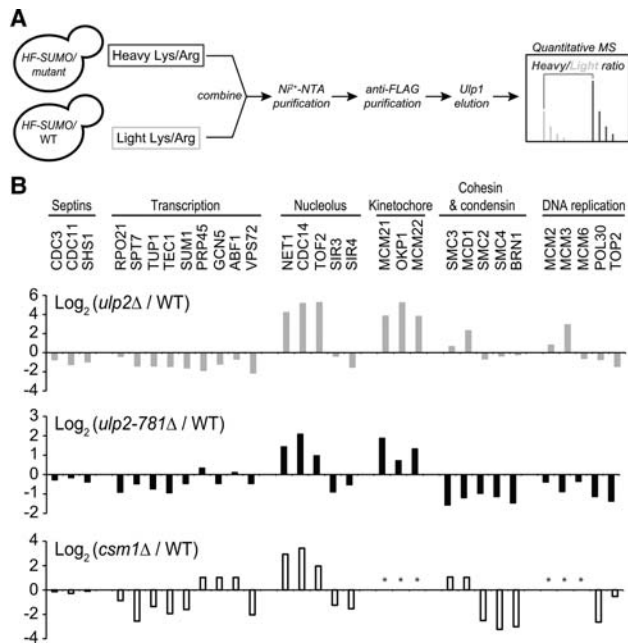 A
HF-SUMO/
mutant
Heavy Lys/Arg
HF-SUMO/
WT
Light Lys/Arg
combine
Ni²⁺-NTA
purification
anti-FLAG
purification
Ulp1
elution
Quantitative MS
Heavy/Light ratio
B
Septins
Transcription
Nucleolus
Kinetochore
Cohesin
& condensin
DNA replication
CDC3
CDC11
SHS1
RPO21
SPT7
TUP1
TEC1
SUM1
PRP45
GCN5
ABF1
VPS72
NET1
CDC14
TOF2
SIR3
SIR4
MCM21
OKP1
MCM22
SMC3
MCD1
SMC2
SMC4
BRN1
MCM2
MCM3
MCM6
POL30
TOP2
Log₂ (ulp2Δ / WT)
6
4
2
0
-2
-4
Log₂ (ulp2-781Δ / WT)
3
2
1
0
-1
-2
Log₂ (csm1Δ / WT)
4
2
0
-2
-4
* * *
* * *